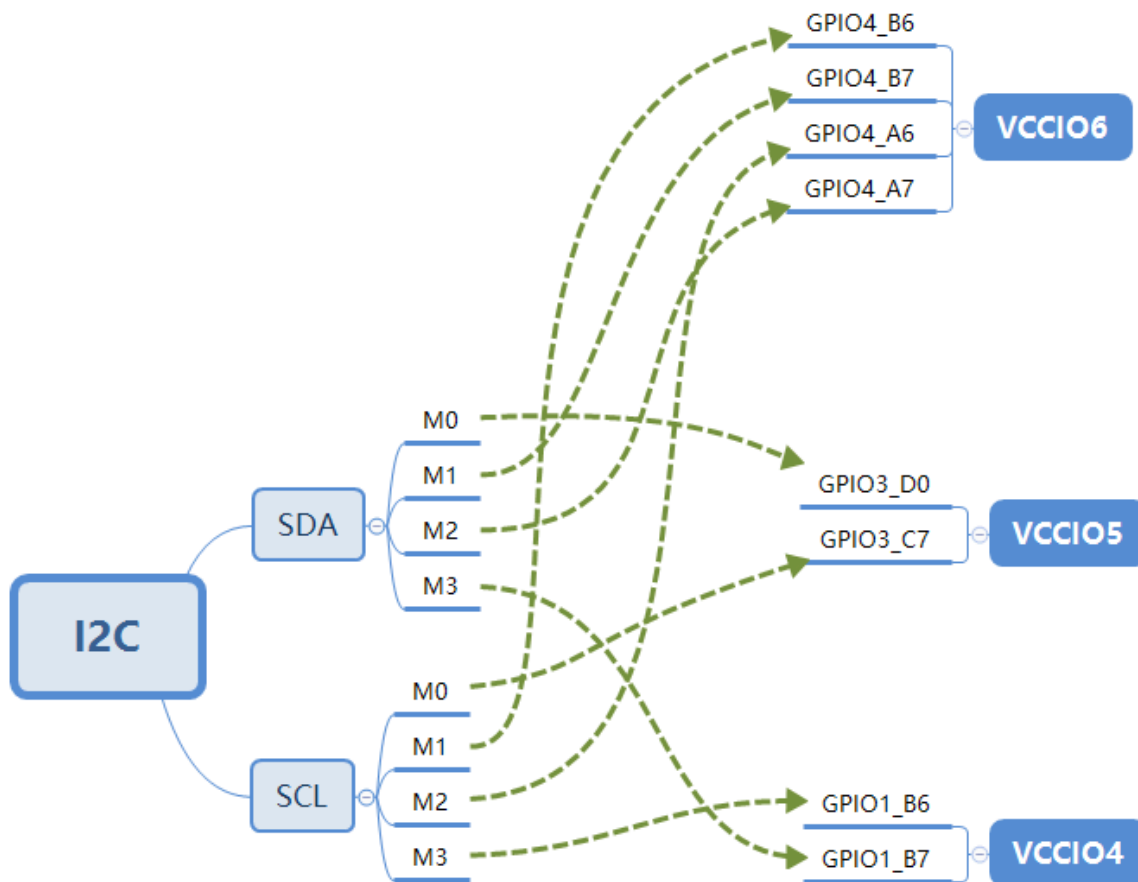 GPIO4_B6
GPIO4_B7
GPIO4_A6
GPIO4_A7
VCCIO6
M0
M1
M2
M3
SDA
GPIO3_D0
GPIO3_C7
VCCIO5
I2C
M0
M1
M2
M3
SCL
GPIO1_B6
GPIO1_B7
VCCIO4